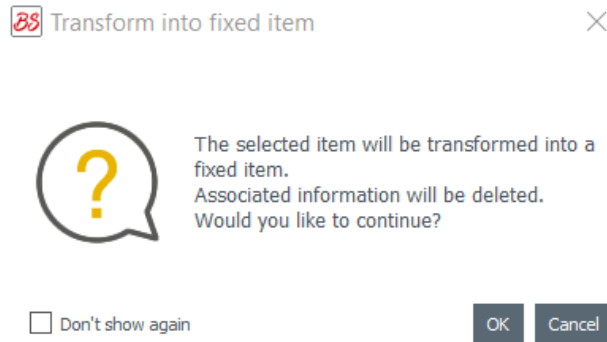 BS Transform into fixed item
?
The selected item will be transformed into a
fixed item.
Associated information will be deleted.
Would you like to continue?
Don't show again
OK
Cancel